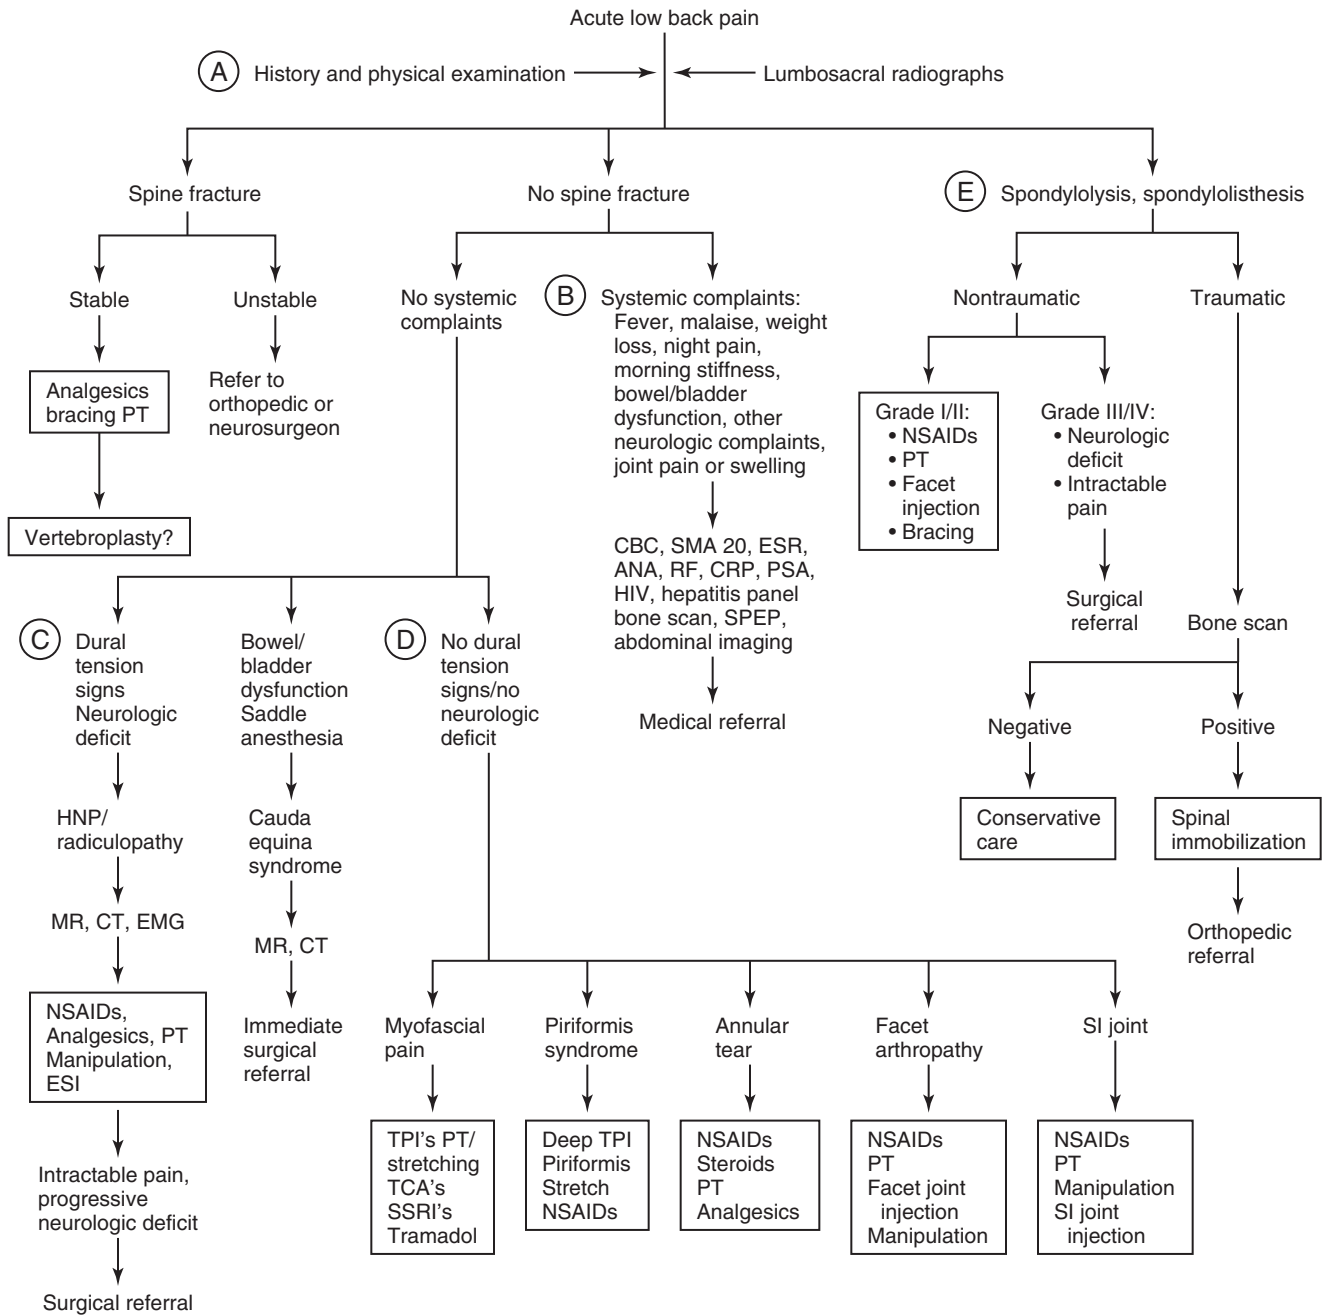 Acute low back pain
A
History and physical examination
Lumbosacral radiographs
Spine fracture
No spine fracture
E
Spondylolysis, spondylolisthesis
Stable
Unstable
No systemic
complaints
B
Systemic complaints:
Fever, malaise, weight
loss, night pain,
morning stiffness,
bowel/bladder
dysfunction, other
neurologic complaints,
joint pain or swelling
Nontraumatic
Traumatic
Analgesics
bracing PT
Refer to
orthopedic or
neurosurgeon
Grade I/II:
• NSAIDs
• PT
• Facet
injection
• Bracing
Grade III/IV:
• Neurologic
deficit
• Intractable
pain
Vertebroplasty?
CBC, SMA 20, ESR,
ANA, RF, CRP, PSA,
HIV, hepatitis panel
bone scan, SPEP,
abdominal imaging
Surgical
referral
Bone scan
C
Dural
tension
signs
Neurologic
deficit
Bowel/
bladder
dysfunction
Saddle
anesthesia
D
No dural
tension
signs/no
neurologic
deficit
Medical referral
Negative
Positive
HNP/
radiculopathy
Cauda
equina
syndrome
Conservative
care
Spinal
immobilization
MR, CT, EMG
MR, CT
Orthopedic
referral
NSAIDs,
Analgesics, PT
Manipulation,
ESI
Immediate
surgical
referral
Myofascial
pain
Piriformis
syndrome
Annular
tear
Facet
arthropathy
SI joint
TPI's PT/
stretching
TCA's
SSRI's
Tramadol
Deep TPI
Piriformis
Stretch
NSAIDs
NSAIDs
Steroids
PT
Analgesics
NSAIDs
PT
Facet joint
injection
Manipulation
NSAIDs
PT
Manipulation
SI joint
injection
Intractable pain,
progressive
neurologic deficit
Surgical referral